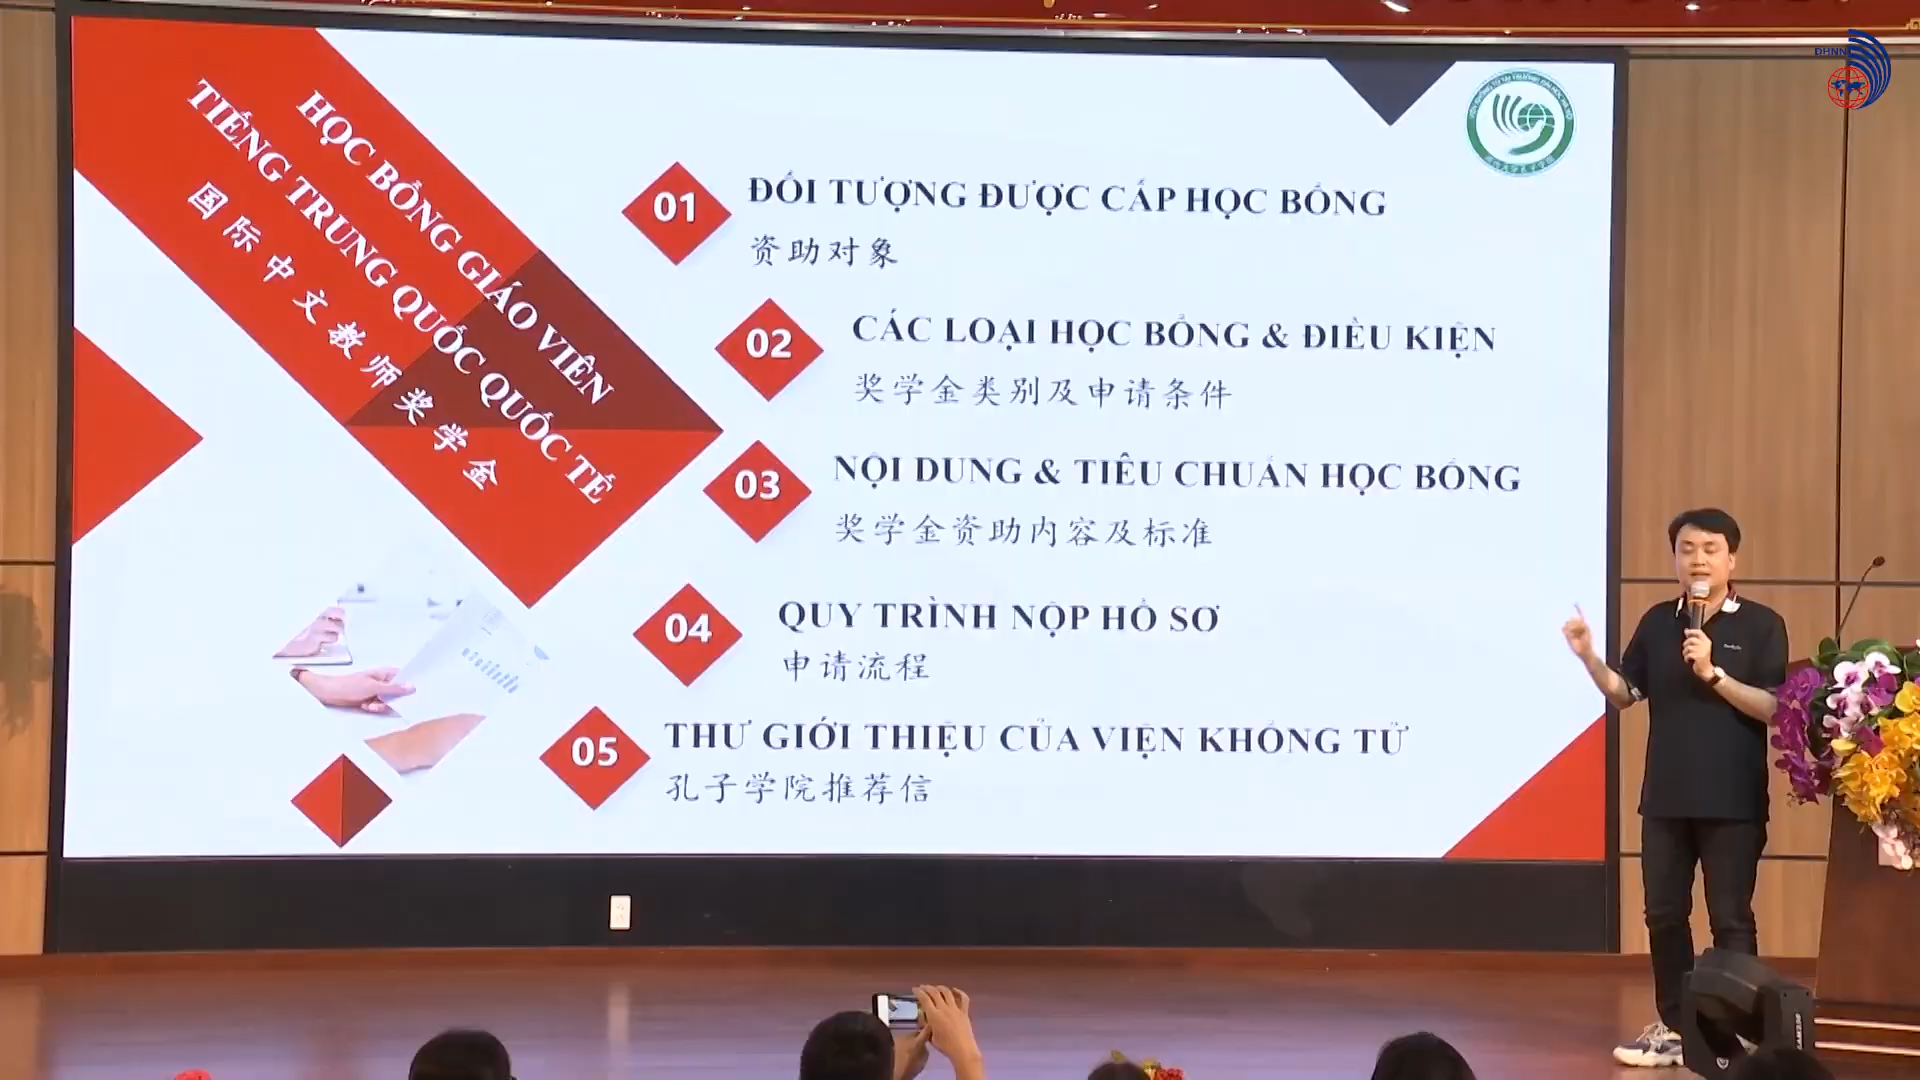 HỌC BỔNG GIÁO VIÊN
TIẾNG TRUNG QUỐC QUỐC TẾ
国际中文教师奖学金
01
ĐỐI TƯỢNG ĐƯỢC CẤP HỌC BỔNG
资助对象
02
CÁC LOẠI HỌC BỔNG & ĐIỀU KIỆN
奖学金类别及申请条件
03
NỘI DUNG & TIÊU CHUẨN HỌC BỔNG
奖学金资助内容及标准
04
QUY TRÌNH NỘP HỒ SƠ
申请流程
05
THƯ GIỚI THIỆU CỦA VIỆN KHỔNG TỬ
孔子学院推荐信
ĐHNN